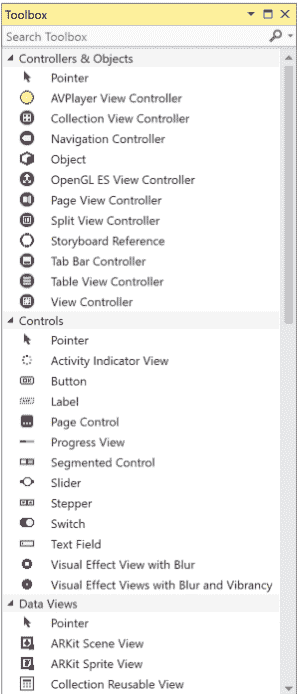 Toolbox
Search Toolbox
Controllers & Objects
Pointer
AVPlayer View Controller
Collection View Controller
Navigation Controller
Object
OpenGL ES View Controller
Page View Controller
Split View Controller
Storyboard Reference
Tab Bar Controller
Table View Controller
View Controller
Controls
Pointer
Activity Indicator View
Button
Label
Page Control
Progress View
Segmented Control
Slider
Stepper
Switch
Text Field
Visual Effect View with Blur
Visual Effect Views with Blur and Vibrancy
Data Views
Pointer
ARKit Scene View
ARKit Sprite View
Collection Reusable View